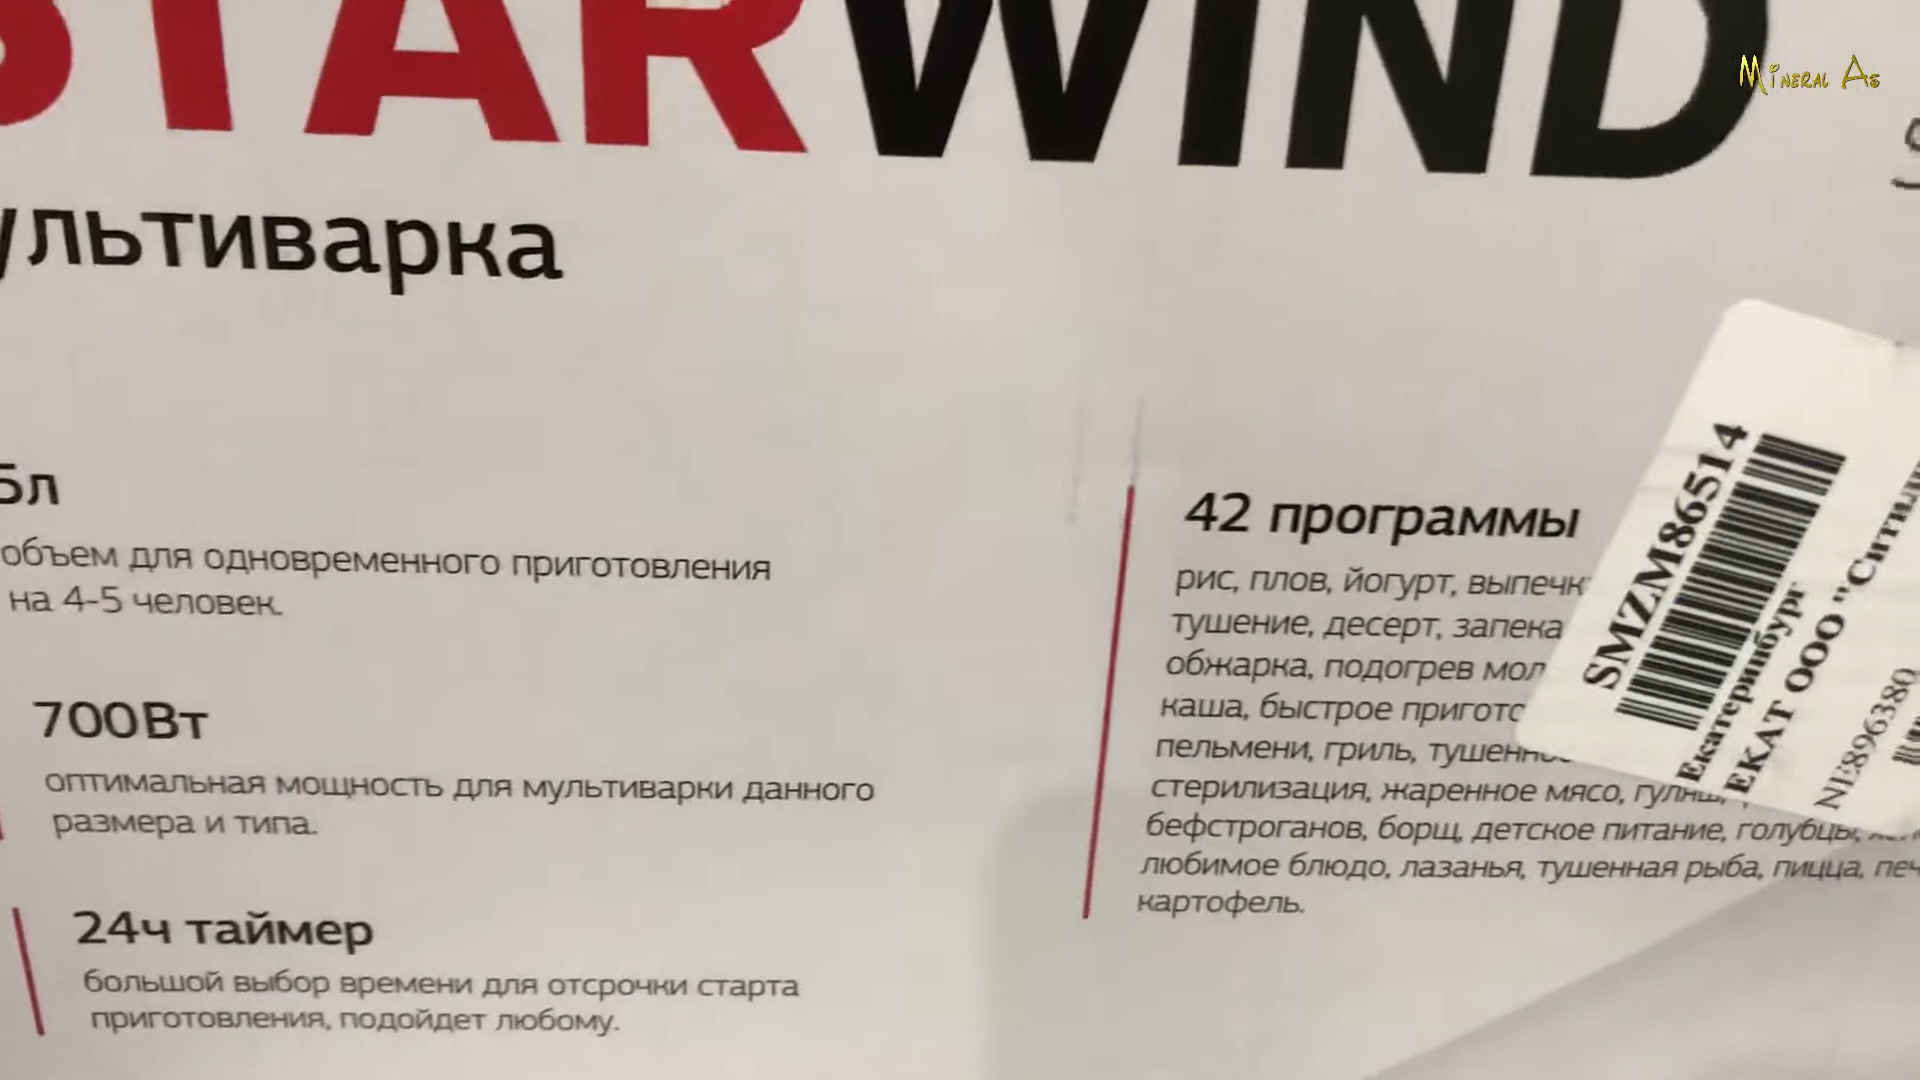 STARWIND
Mineral As
ультиварка
5л
объем для одновременного приготовления
на 4-5 человек.
700Вт
оптимальная мощность для мультиварки данного
размера и типа.
24ч таймер
большой выбор времени для отсрочки старта
приготовления, подойдет любому.
42 программы
рис, плов, йогурт, выпечк
тушение, десерт, запека
обжарка, подогрев мол
каша, быстрое пригото
пельмени, гриль, тушенно
стерилизация, жаренное мясо, гуляш,
бефстроганов, борщ, детское питание, голубцы,
любимое блюдо, лазанья, тушенная рыба, пицца, печ
картофель.
SMZM86514
Екатеринбург
ЕКАТ ООО "Ситили
NE896380